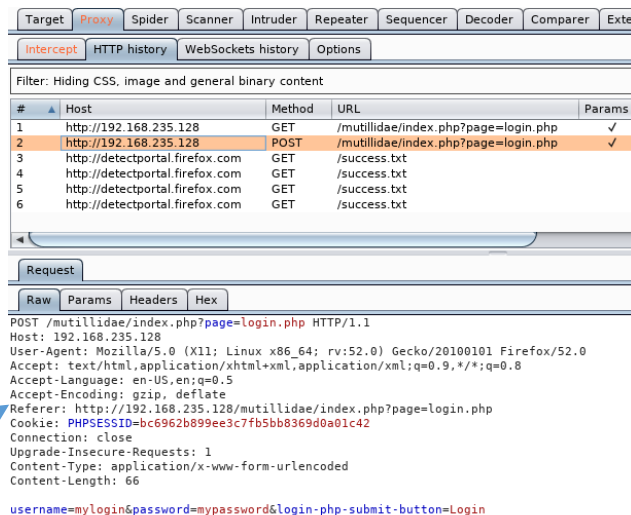 Target Proxy Spider Scanner Intruder Repeater Sequencer Decoder Comparer
Intercept HTTP history WebSockets history Options
Filter: Hiding CSS, image and general binary content
# Host Method URL Params
1 http://192.168.235.128 GET /mutillidae/index.php?page=login.php ✓
2 http://192.168.235.128 POST /mutillidae/index.php?page=login.php ✓
3 http://detectportal.firefox.com GET /success.txt
4 http://detectportal.firefox.com GET /success.txt
5 http://detectportal.firefox.com GET /success.txt
6 http://detectportal.firefox.com GET /success.txt
Request
Raw Params Headers Hex
POST /mutillidae/index.php?page=login.php HTTP/1.1
Host: 192.168.235.128
User-Agent: Mozilla/5.0 (X11; Linux x86_64; rv:52.0) Gecko/20100101 Firefox/52.0
Accept: text/html,application/xhtml+xml,application/xml;q=0.9,*/*;q=0.8
Accept-Language: en-US,en;q=0.5
Accept-Encoding: gzip, deflate
Referer: http://192.168.235.128/mutillidae/index.php?page=login.php
Cookie: PHPSESSID=bc6962b899ee3c7fb5bb8369d0a01c42
Connection: close
Upgrade-Insecure-Requests: 1
Content-Type: application/x-www-form-urlencoded
Content-Length: 66
username=mylogin&password=mypassword&login-php-submit-button=Login